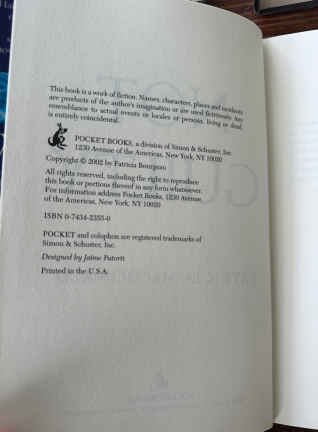 This book is a work of fiction. Names, characters, places and incidents
are products of the author's imagination or are used fictitiously. Any
resemblance to actual events or locales or persons, living or dead,
is entirely coincidental.
POCKET BOOKS, a division of Simon & Schuster, Inc.
1230 Avenue of the Americas, New York, NY 10020
Copyright © 2002 by Patricia Bourgeau
All rights reserved, including the right to reproduce
this book or portions thereof in any form whatsoever.
For information address Pocket Books, 1230 Avenue
of the Americas, New York, NY 10020
ISBN 0-7434-2355-0
POCKET and colophon are registered trademarks of
Simon & Schuster, Inc.
Designed by Jaime Putorti
Printed in the U.S.A.